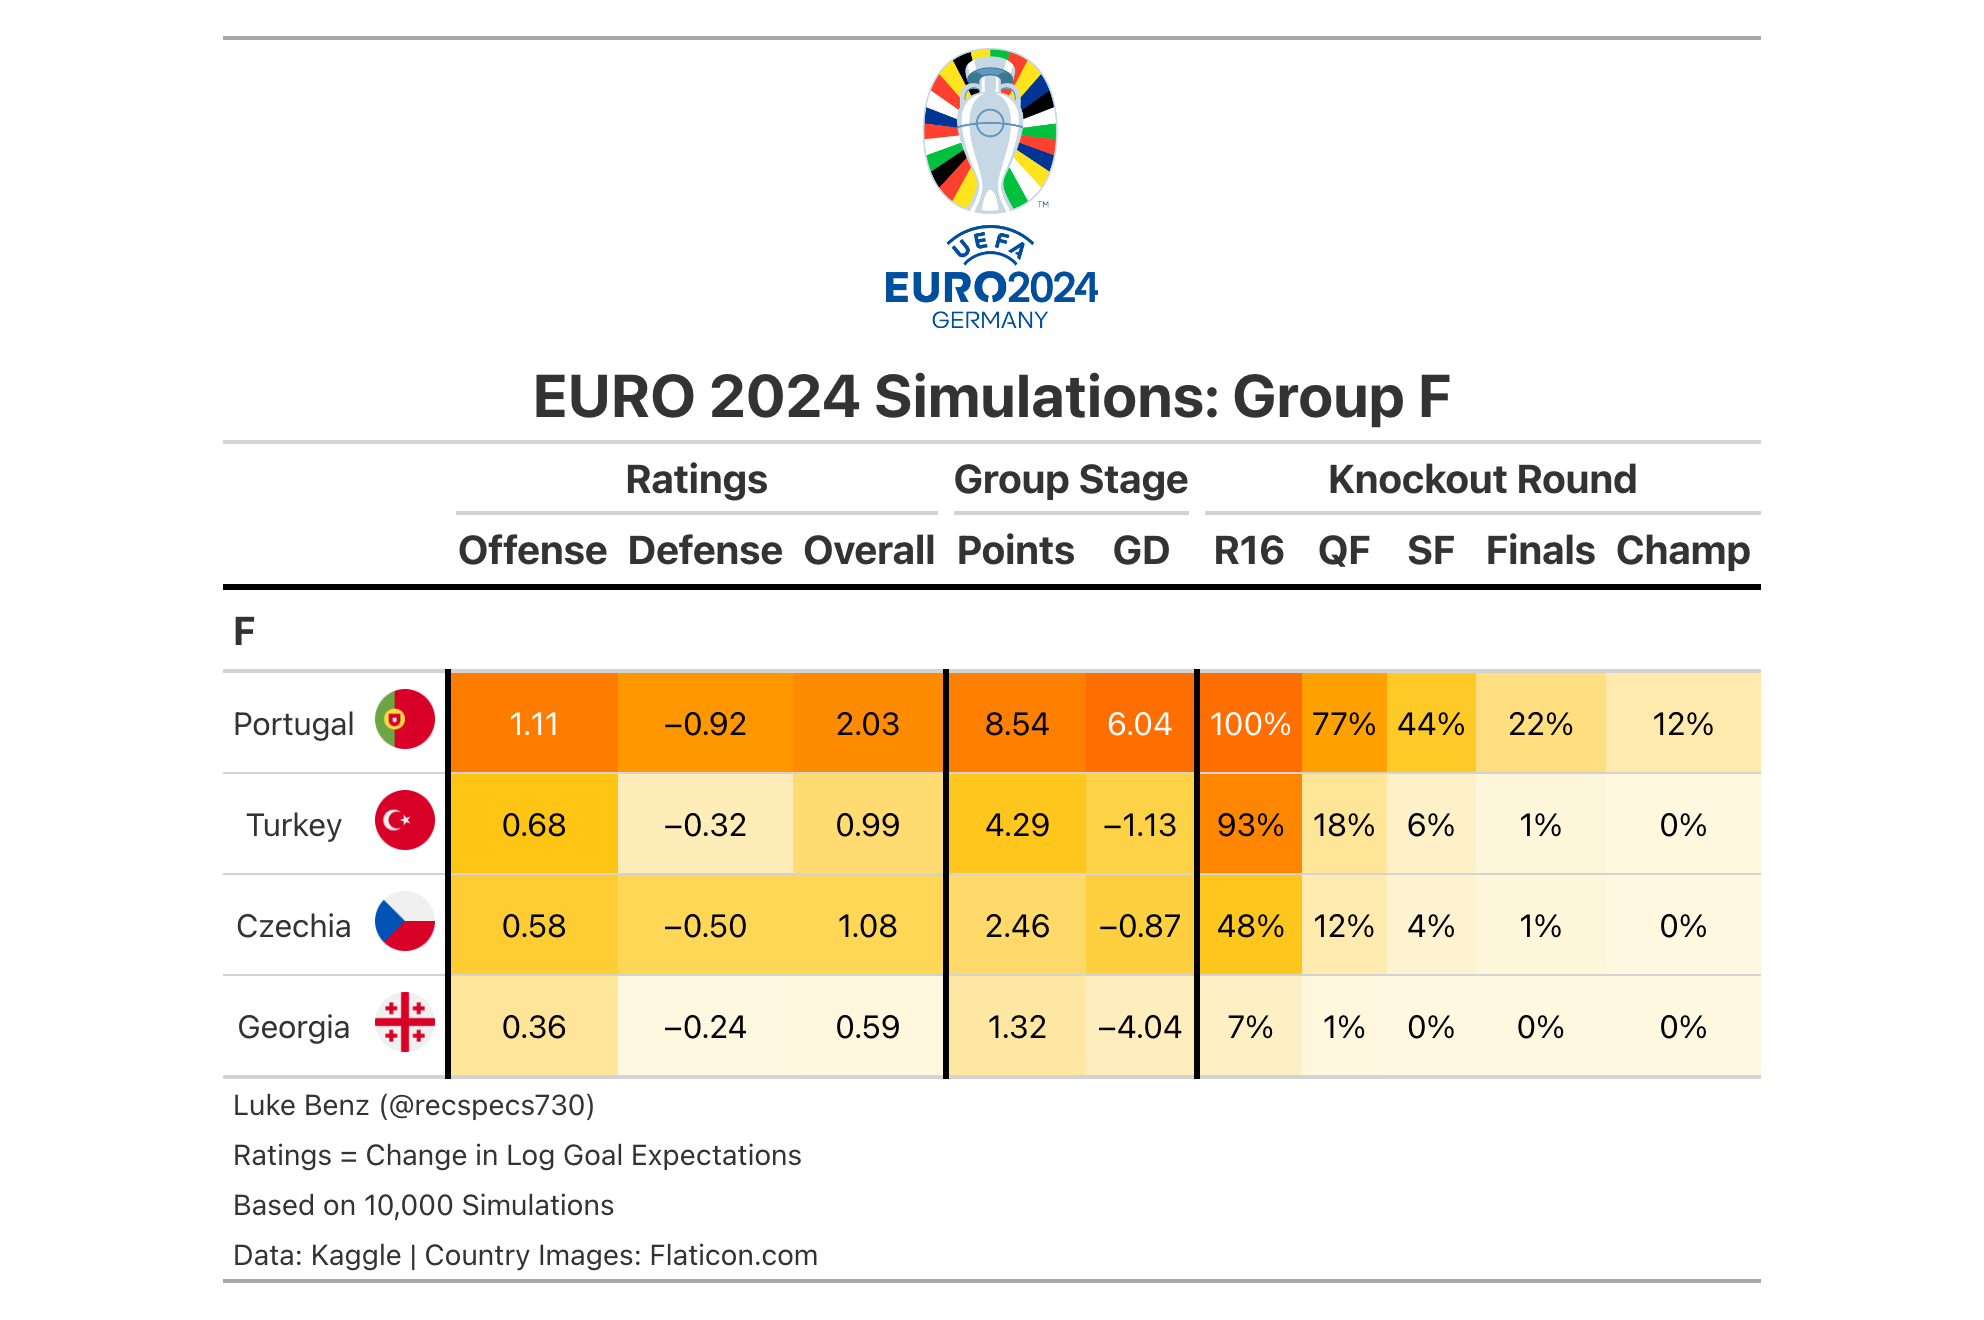 TM
UEFA
EURO2024
GERMANY
EURO 2024 Simulations: Group F
Ratings Group Stage Knockout Round
Offense Defense Overall Points GD R16 QF SF Finals Champ
F
Portugal 1.11 −0.92 2.03 8.54 6.04 100% 77% 44% 22% 12%
Turkey 0.68 −0.32 0.99 4.29 −1.13 93% 18% 6% 1% 0%
Czechia 0.58 −0.50 1.08 2.46 −0.87 48% 12% 4% 1% 0%
Georgia 0.36 −0.24 0.59 1.32 −4.04 7% 1% 0% 0% 0%
Luke Benz (@recspecs730)
Ratings = Change in Log Goal Expectations
Based on 10,000 Simulations
Data: Kaggle | Country Images: Flaticon.com